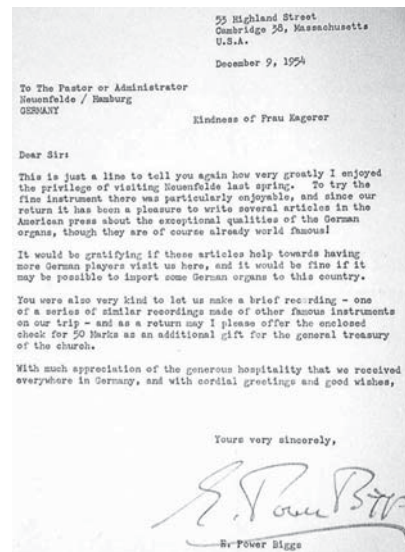 53 Highland Street
Cambridge 38, Massachusetts
U.S.A.
December 9, 1954
To The Pastor or Administrator
Neuenfelde / Hamburg
GERMANY
Kindness of Frau Kagerer
Dear Sir:
This is just a line to tell you again how very greatly I enjoyed
the privilege of visiting Neuenfelde last spring. To try the
fine instrument there was particularly enjoyable, and since our
return it has been a pleasure to write several articles in the
American press about the exceptional qualities of the German
organs, though they are of course already world famous!
It would be gratifying if these articles help towards having
more German players visit us here, and it would be fine if it
may be possible to import some German organs to this country.
You were also very kind to let us make a brief recording - one
of a series of similar recordings made of other famous instruments
on our trip - and as a return may I please offer the enclosed
check for 50 Marks as an additional gift for the general treasury
of the church.
With much appreciation of the generous hospitality that we received
everywhere in Germany, and with cordial greetings and good wishes,
Yours very sincerely,
E. Power Biggs
E. Power Biggs